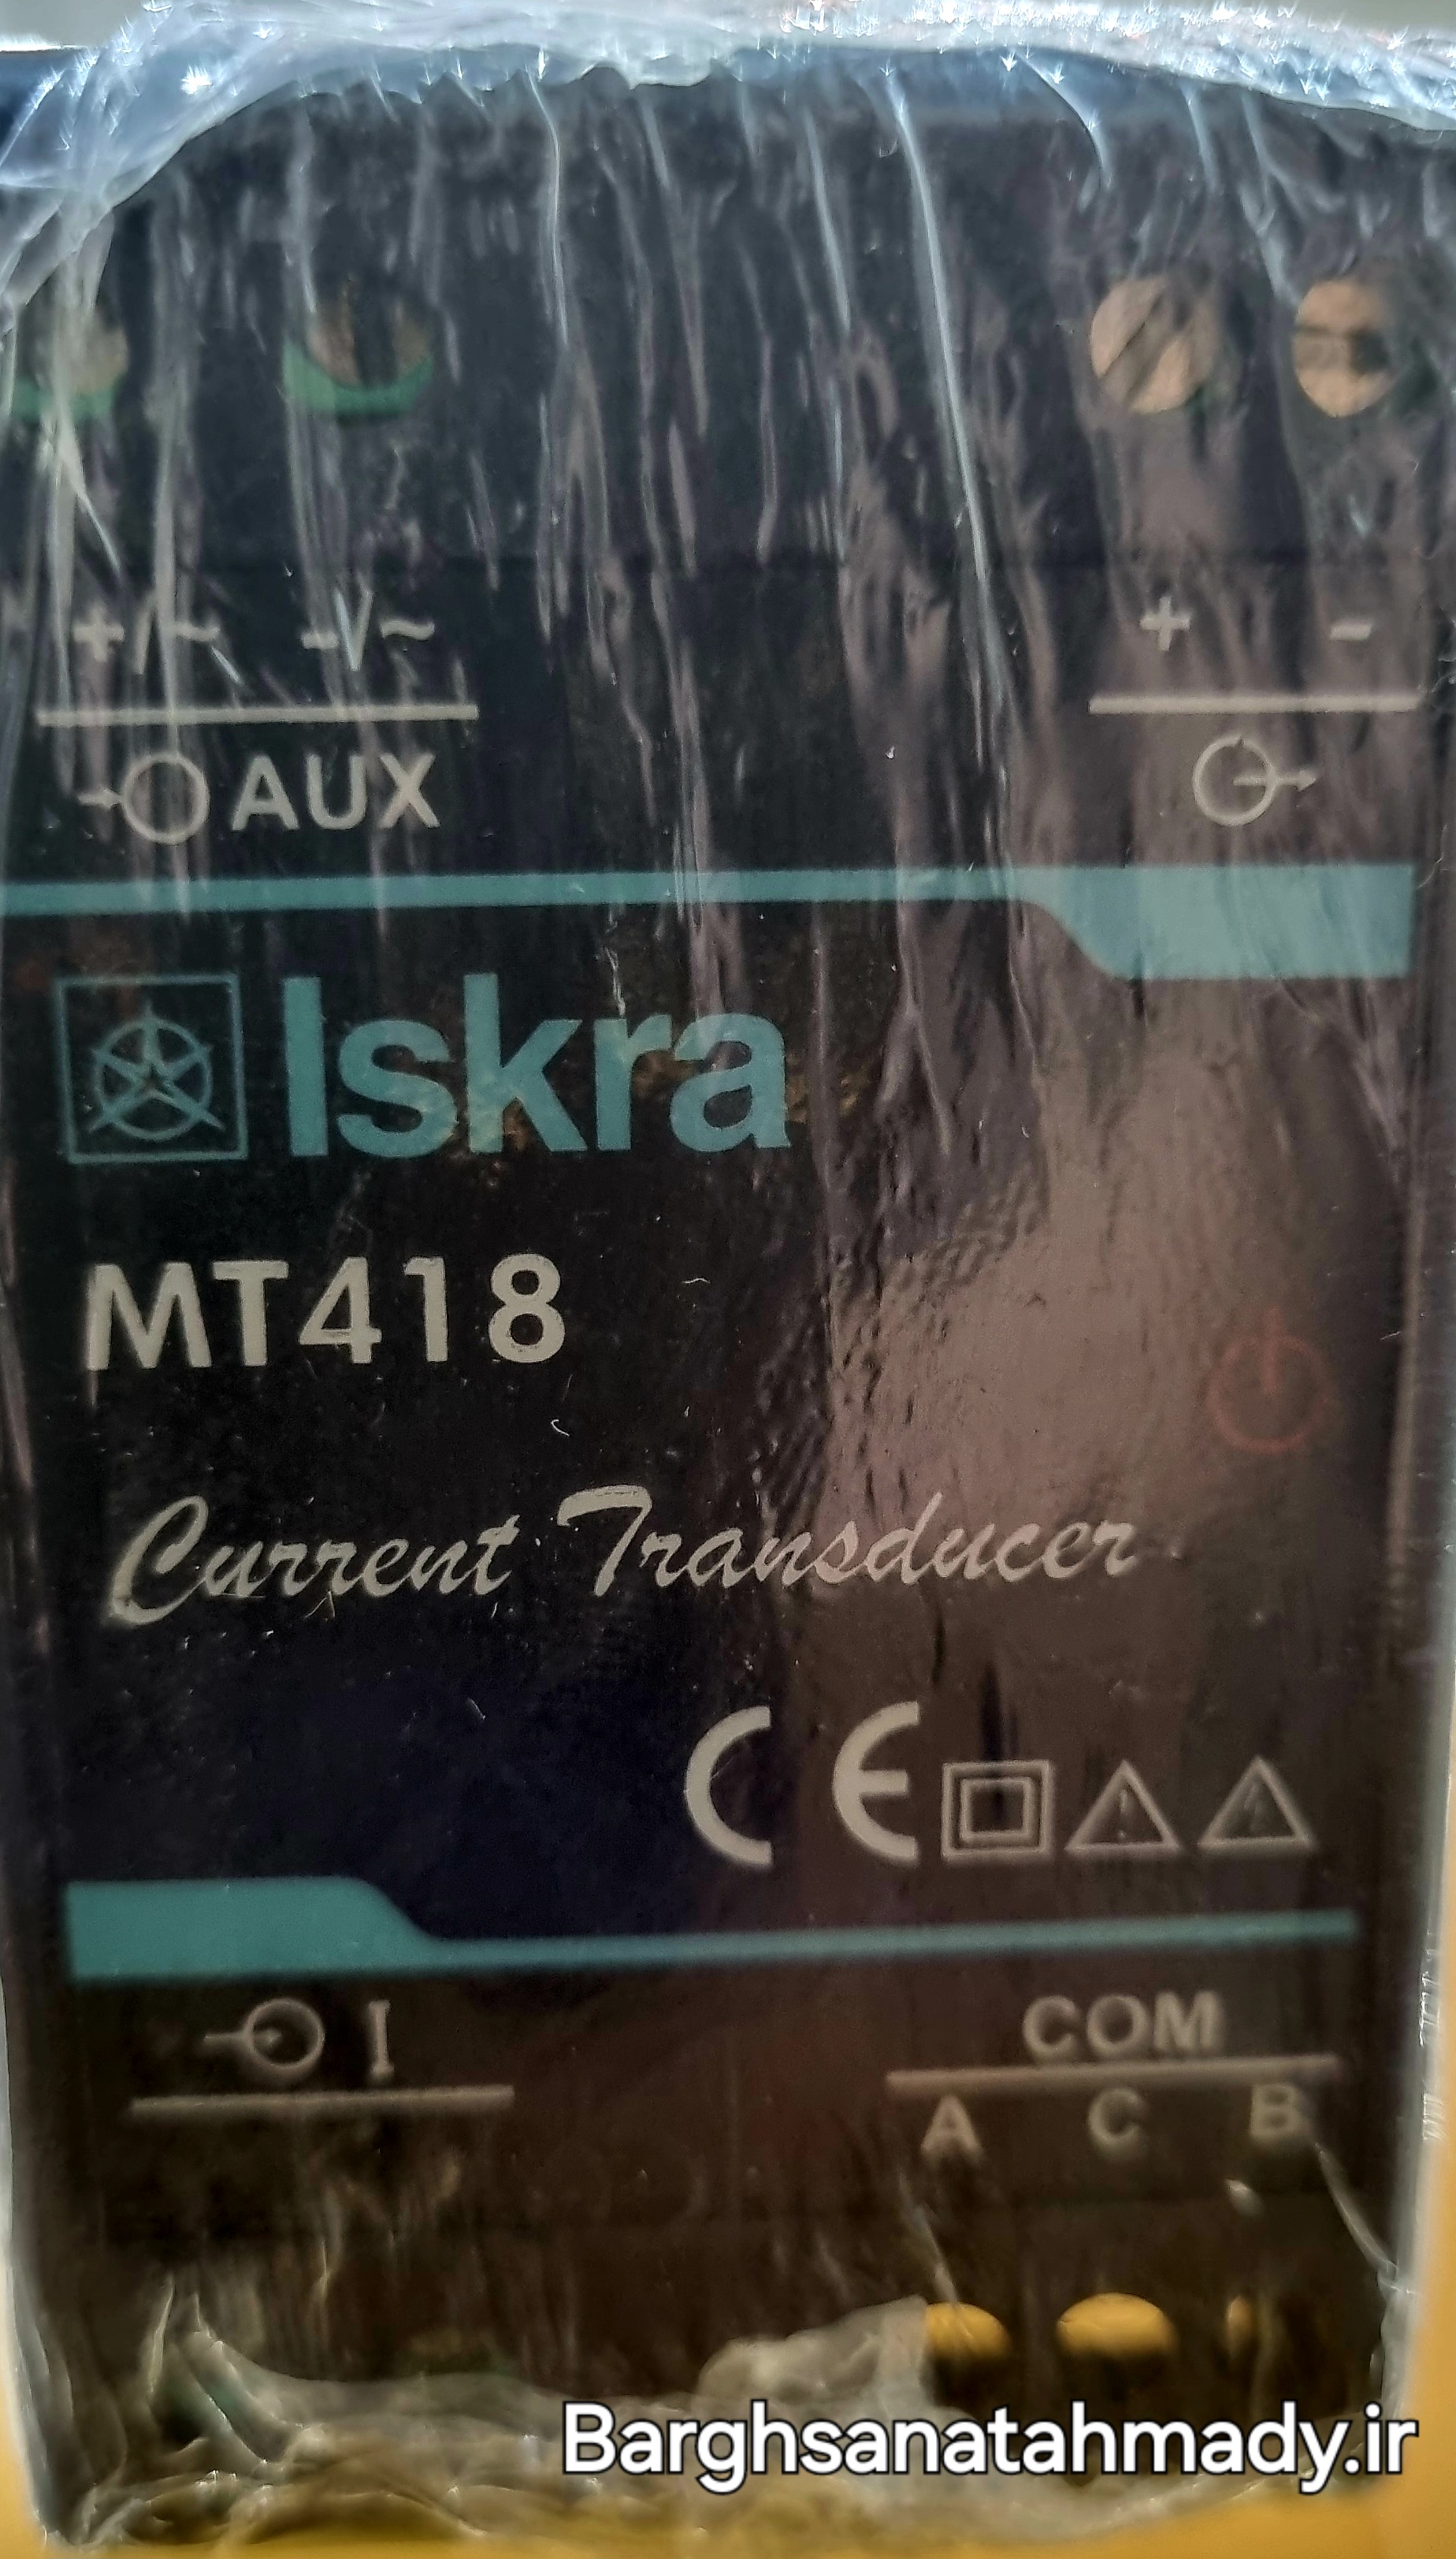 +/~ -/~ + -
AUX
Iskra
MT418
Current Transducer
CE
I COM
A C B
Barghsanatahmady.ir